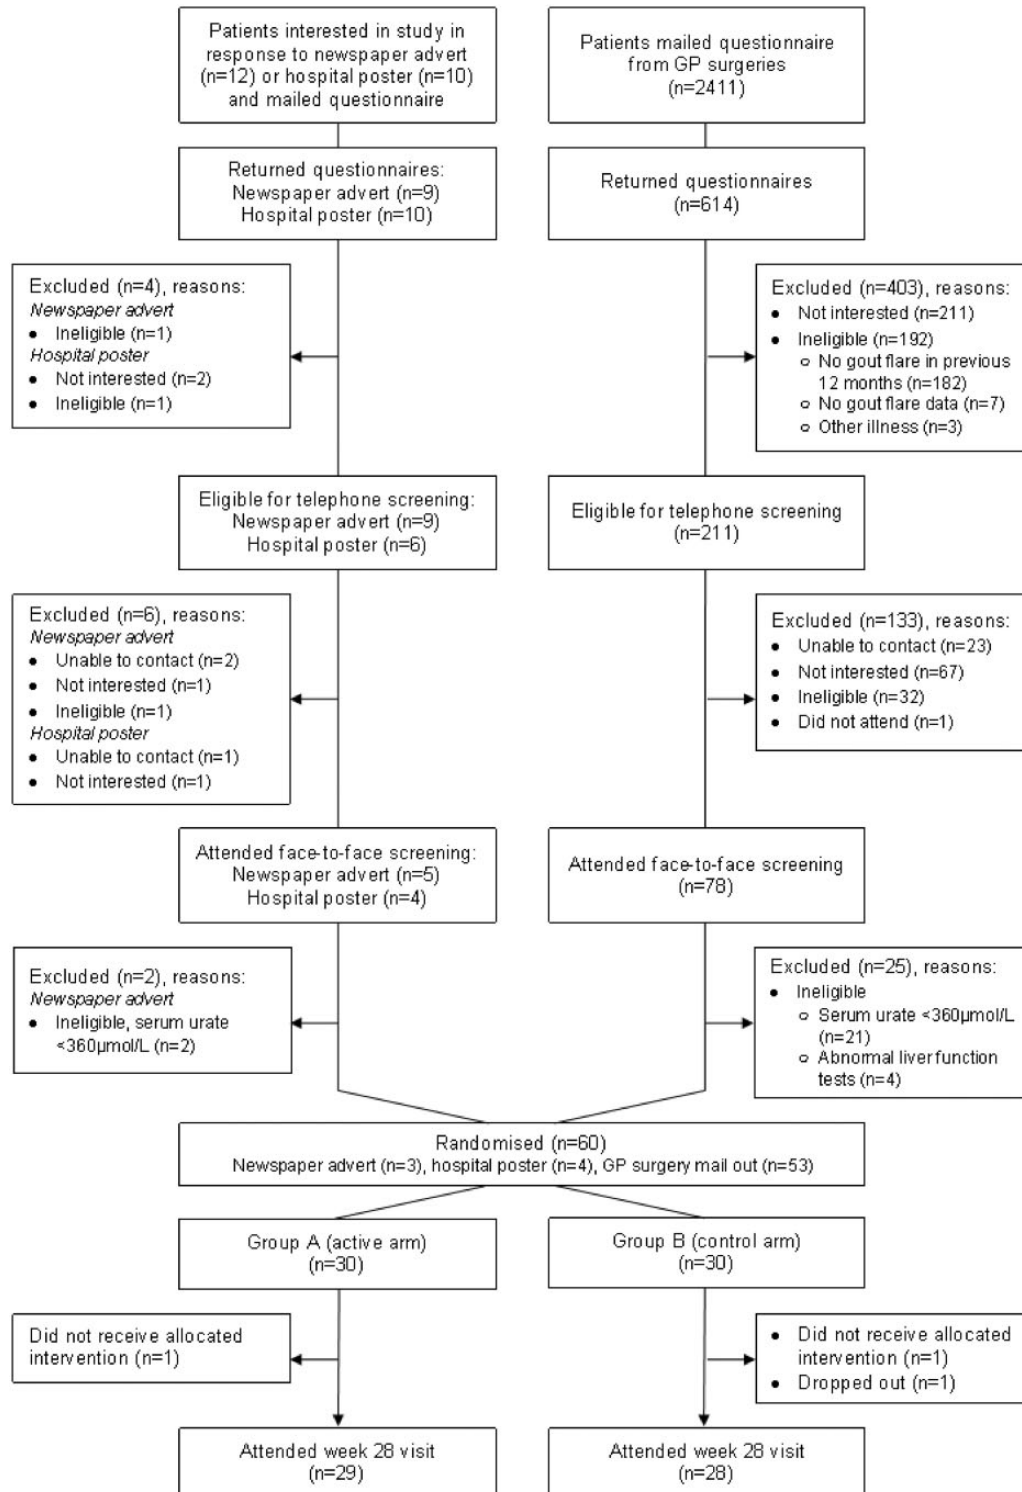 Patients interested in study in
response to newspaper advert
(n=12) or hospital poster (n=10)
and mailed questionnaire
Patients mailed questionnaire
from GP surgeries
(n=2411)
Returned questionnaires:
Newspaper advert (n=9)
Hospital poster (n=10)
Returned questionnaires
(n=614)
Excluded (n=4), reasons:
Newspaper advert
• Ineligible (n=1)
Hospital poster
• Not interested (n=2)
• Ineligible (n=1)
Excluded (n=403), reasons:
• Not interested (n=211)
• Ineligible (n=192)
o No gout flare in previous
12 months (n=182)
o No gout flare data (n=7)
o Other illness (n=3)
Eligible for telephone screening:
Newspaper advert (n=9)
Hospital poster (n=6)
Eligible for telephone screening
(n=211)
Excluded (n=6), reasons:
Newspaper advert
• Unable to contact (n=2)
• Not interested (n=1)
• Ineligible (n=1)
Hospital poster
• Unable to contact (n=1)
• Not interested (n=1)
Excluded (n=133), reasons:
• Unable to contact (n=23)
• Not interested (n=67)
• Ineligible (n=32)
• Did not attend (n=1)
Attended face-to-face screening:
Newspaper advert (n=5)
Hospital poster (n=4)
Attended face-to-face screening
(n=78)
Excluded (n=2), reasons:
Newspaper advert
• Ineligible, serum urate
<360µmol/L (n=2)
Excluded (n=25), reasons:
• Ineligible
o Serum urate <360µmol/L
(n=21)
o Abnormal liver function
tests (n=4)
Randomised (n=60)
Newspaper advert (n=3), hospital poster (n=4), GP surgery mail out (n=53)
Group A (active arm)
(n=30)
Group B (control arm)
(n=30)
Did not receive allocated
intervention (n=1)
• Did not receive allocated
intervention (n=1)
• Dropped out (n=1)
Attended week 28 visit
(n=29)
Attended week 28 visit
(n=28)